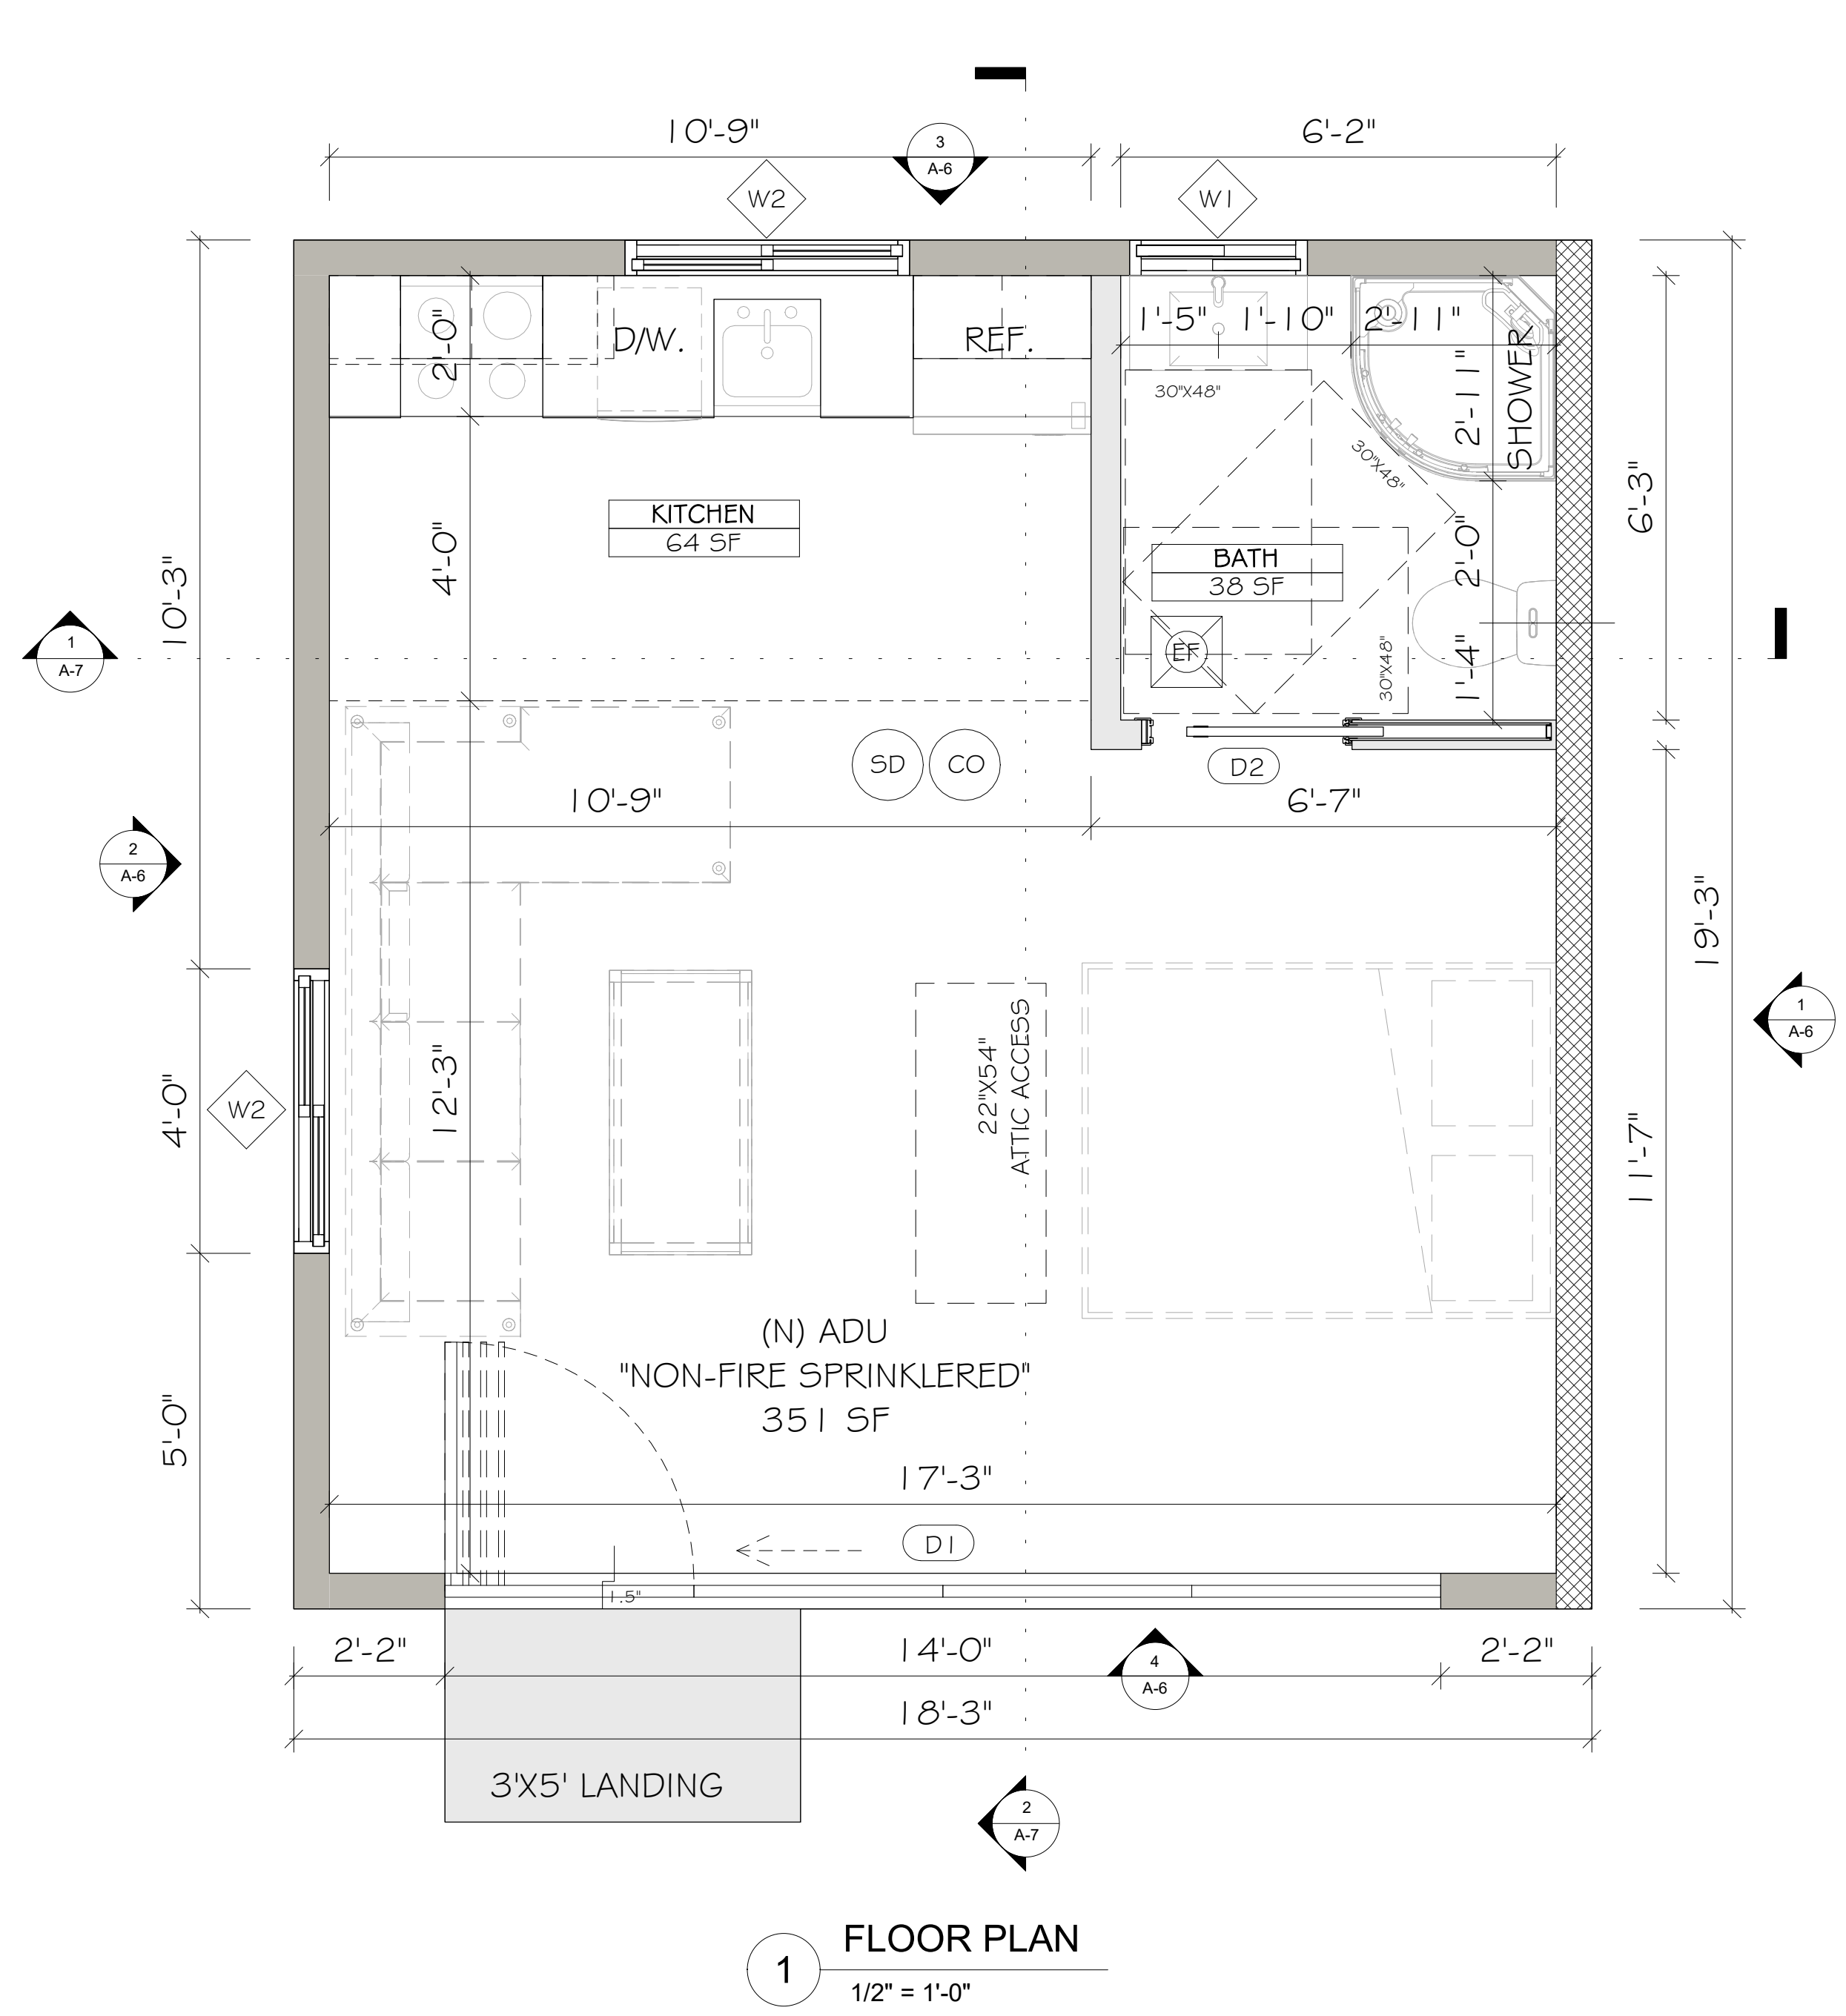 10'-9"
6'-2"
3
A-6
W2
W1
2'-0"
D/W.
REF.
1'-5"
1'-10"
2'-11"
30"X48"
2'-11"
SHOWER
30"X48"
6'-3"
4'-0"
KITCHEN
64 SF
BATH
38 SF
2'-0"
10'-3"
1
A-7
EF
30"X48"
1'-4"
SD
CO
D2
10'-9"
6'-7"
2
A-6
19'-3"
1
A-6
22"X54"
ATTIC ACCESS
12'-3"
4'-0"
W2
11'-7"
(N) ADU
"NON-FIRE SPRINKLERED"
351 SF
5'-0"
17'-3"
D1
1.5"
2'-2"
14'-0"
4
A-6
2'-2"
18'-3"
3'X5' LANDING
2
A-7
1
FLOOR PLAN
1/2" = 1'-0"